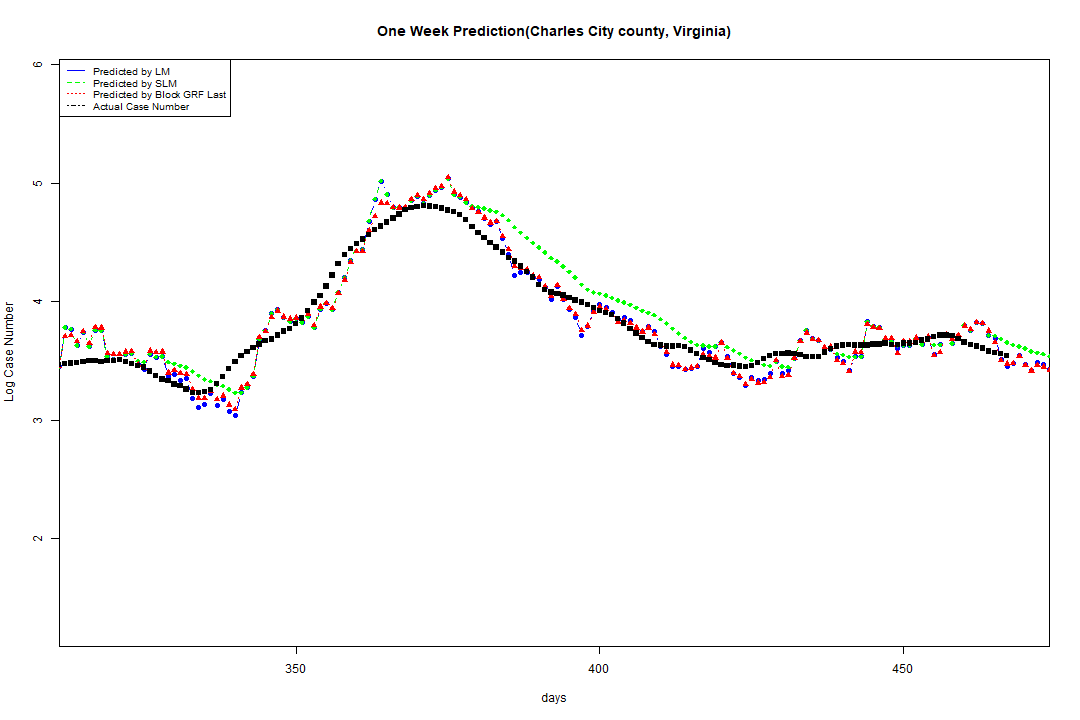 One Week Prediction(Charles City county, Virginia)
Predicted by LM
Predicted by SLM
Predicted by Block GRF Last
Actual Case Number
6
5
4
3
2
Log Case Number
350 400 450
days